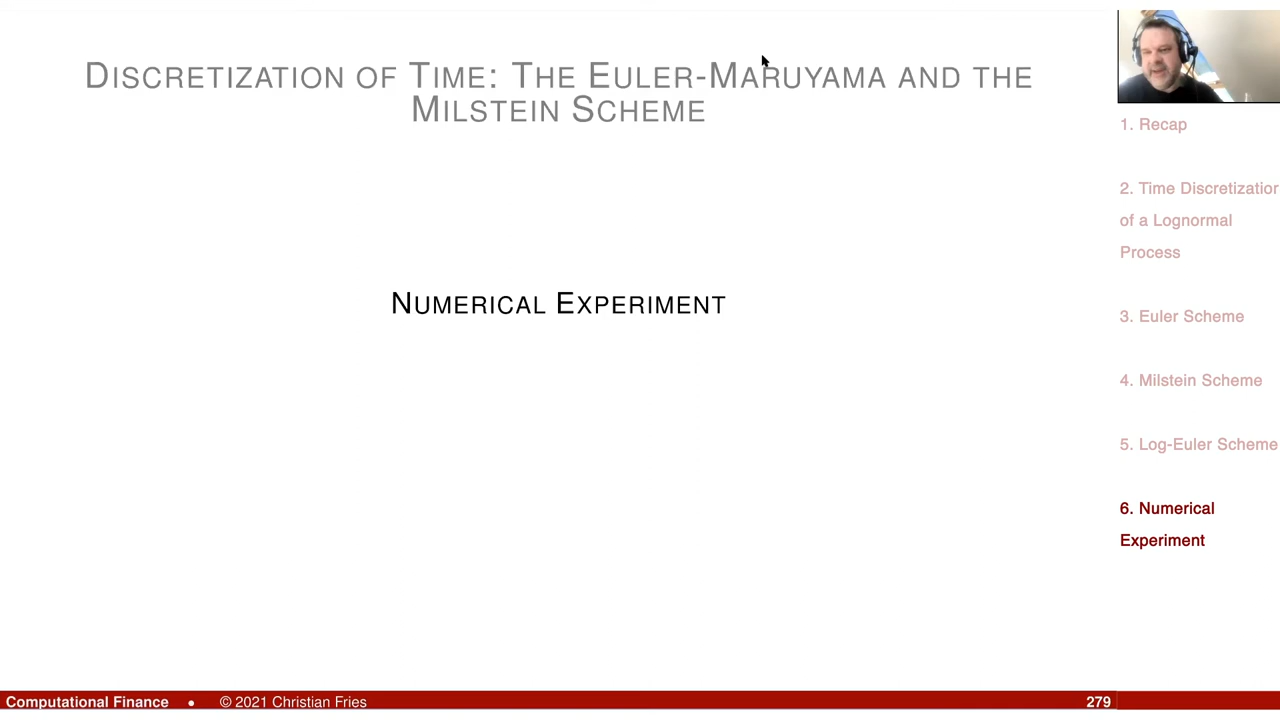 DISCRETIZATION OF TIME: THE EULER-MARUYAMA AND THE
MILSTEIN SCHEME
NUMERICAL EXPERIMENT
1. Recap
2. Time Discretization
of a Lognormal
Process
3. Euler Scheme
4. Milstein Scheme
5. Log-Euler Scheme
6. Numerical
Experiment
Computational Finance • © 2021 Christian Fries 279